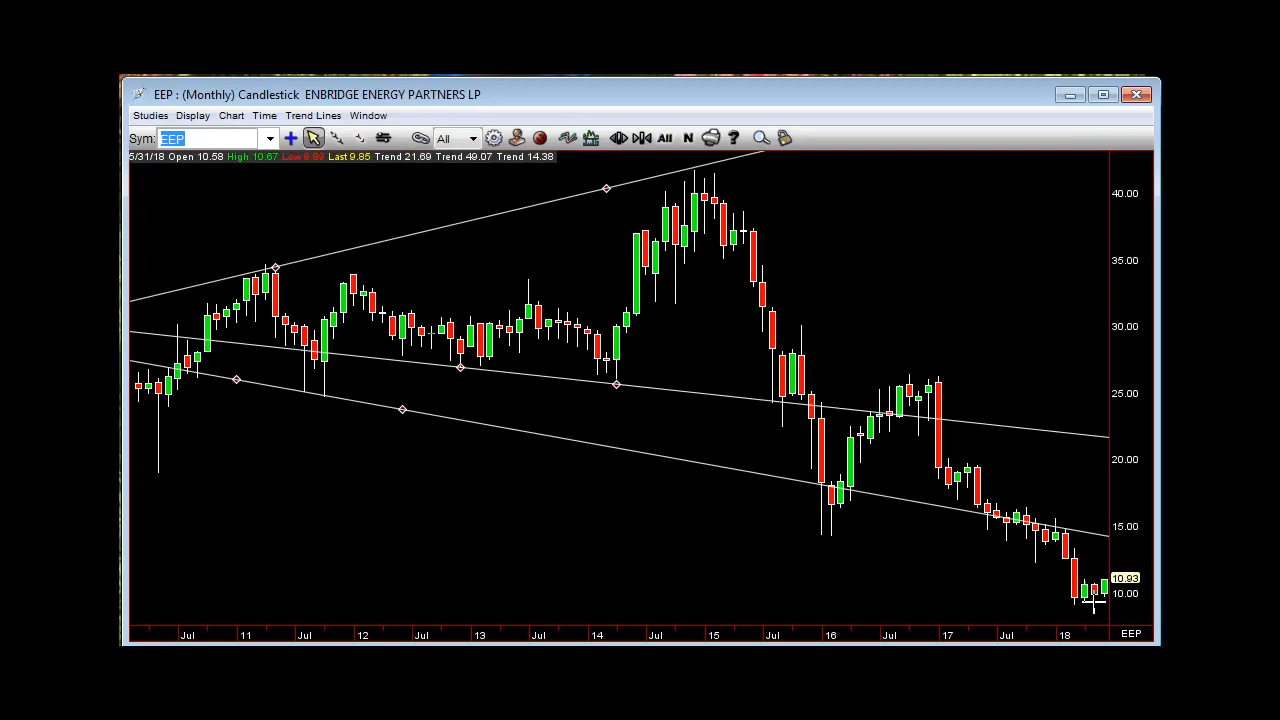 EEP : (Monthly) Candlestick ENBRIDGE ENERGY PARTNERS LP
Studies Display Chart Time Trend Lines Window
Sym: EEP All All N ?
5/31/18 Open 10.58 High 10.67 Low 8.89 Last 9.85 Trend 21.69 Trend 49.07 Trend 14.38
40.00
35.00
30.00
25.00
20.00
15.00
10.93
10.00
Jul 11 Jul 12 Jul 13 Jul 14 Jul 15 Jul 16 Jul 17 Jul 18 EEP